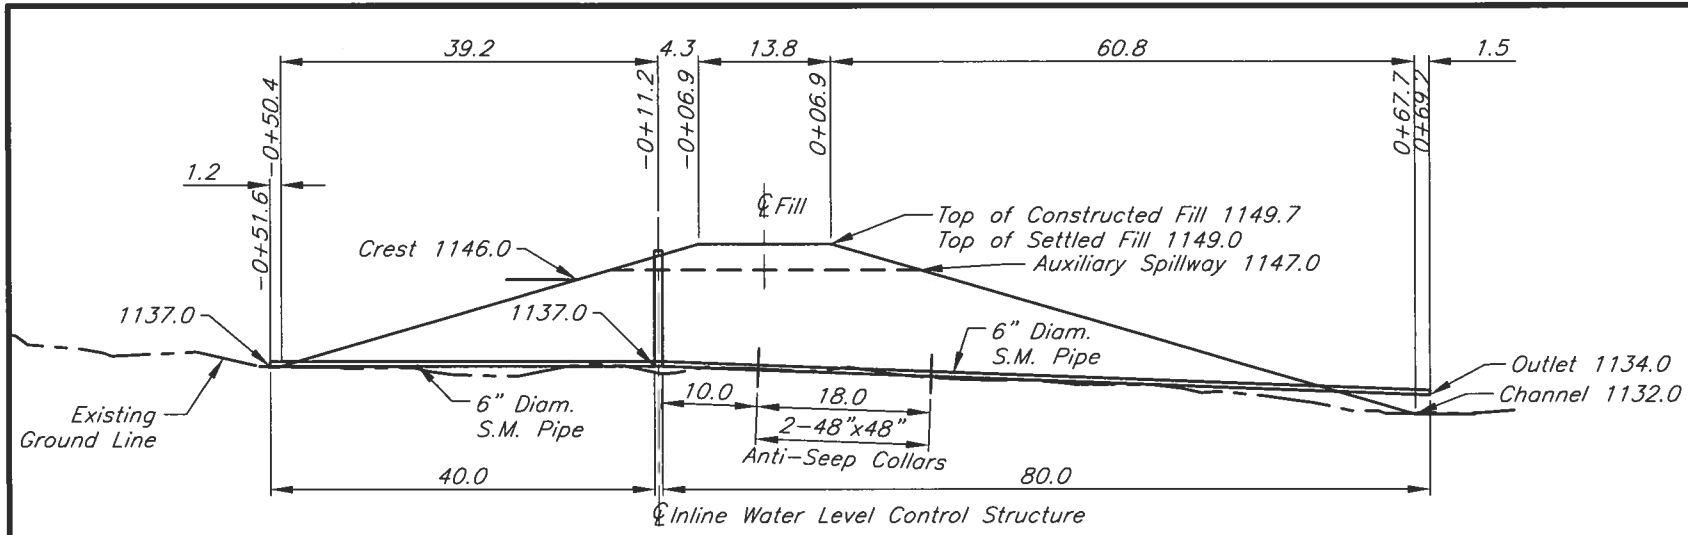 39.2
4.3
13.8
60.8
1.5
-0+50.4
-0+11.2
-0+06.9
0+06.9
0+67.7
0+69.2
1.2
-0+51.6
℄ Fill
Top of Constructed Fill 1149.7
Top of Settled Fill 1149.0
Crest 1146.0
Auxiliary Spillway 1147.0
1137.0
1137.0
6" Diam.
S.M. Pipe
Outlet 1134.0
Channel 1132.0
Existing
Ground Line
6" Diam.
S.M. Pipe
10.0
18.0
2-48"x48"
Anti-Seep Collars
40.0
80.0
℄ Inline Water Level Control Structure